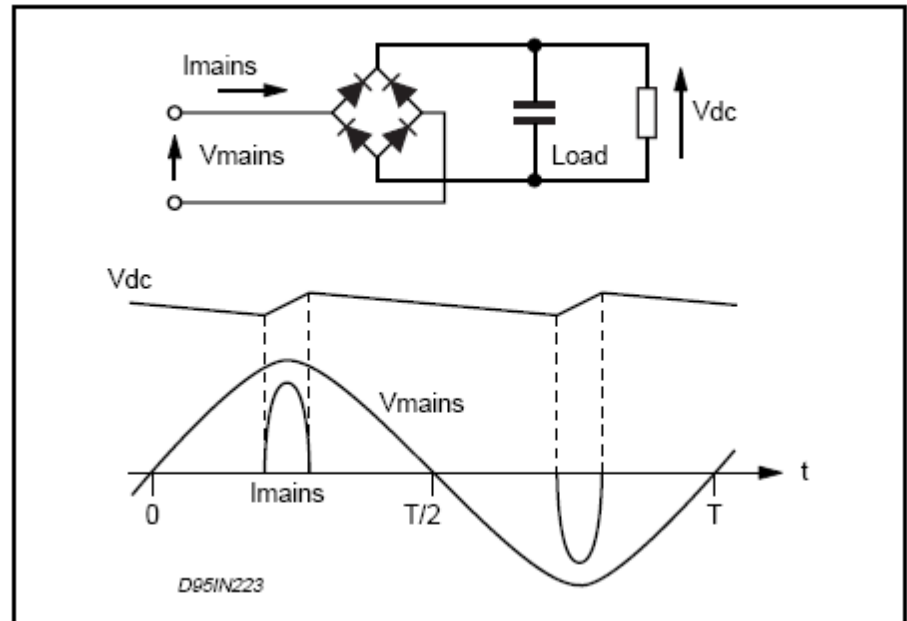 Imains
Vmains
Load
Vdc
Vdc
Vmains
Imains
t
0
T/2
T
D95IN223